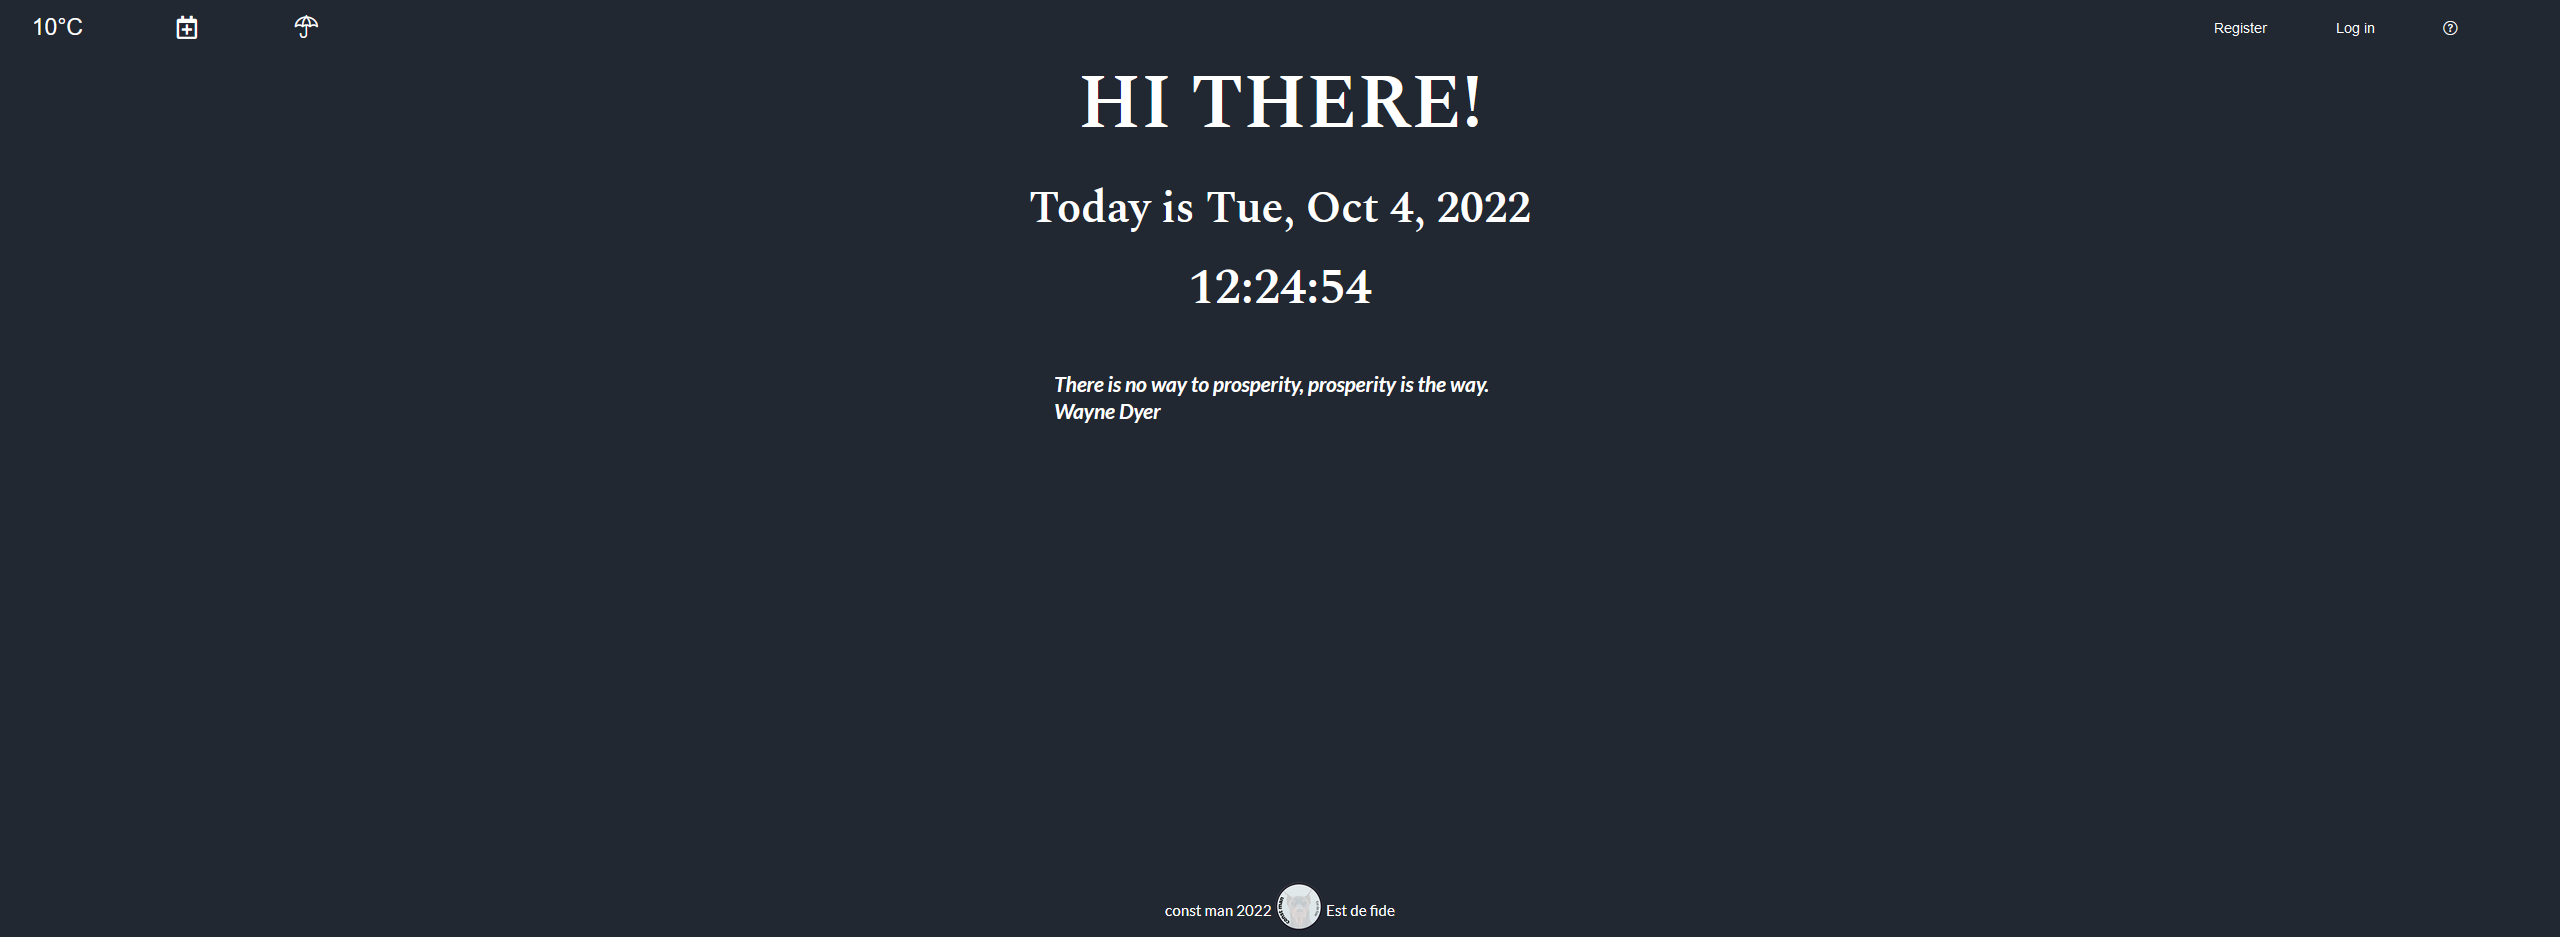 10°C
Register
Log in
HI THERE!
Today is Tue, Oct 4, 2022
12:24:54
There is no way to prosperity, prosperity is the way.
Wayne Dyer
const man 2022
Est de fide